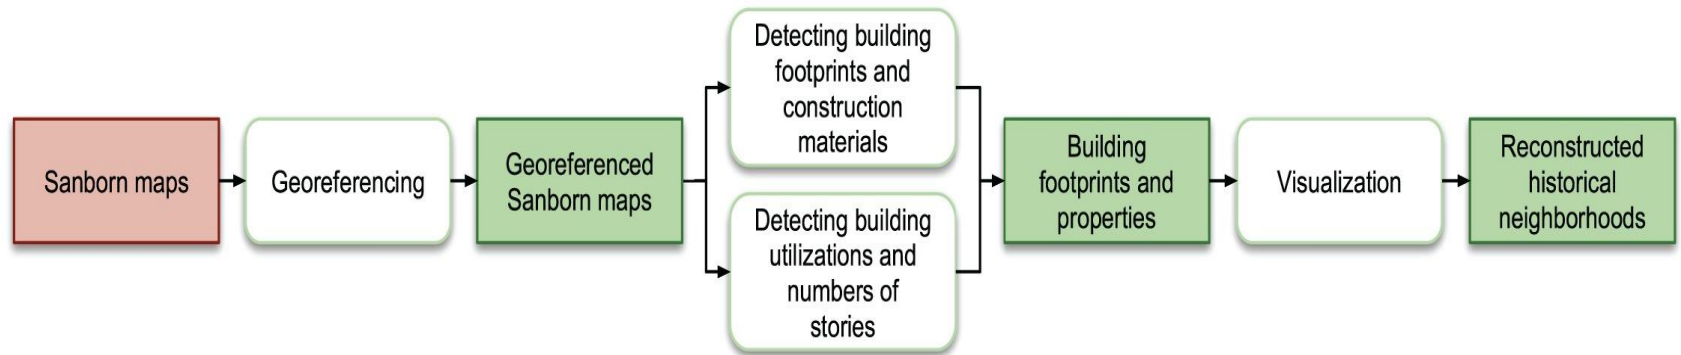 Sanborn maps
Georeferencing
Georeferenced
Sanborn maps
Detecting building
footprints and
construction
materials
Detecting building
utilizations and
numbers of
stories
Building
footprints and
properties
Visualization
Reconstructed
historical
neighborhoods